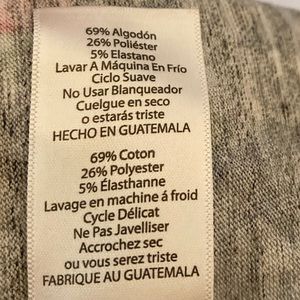 69% Algodón
26% Poliéster
5% Elastano
Lavar A Máquina En Frío
Ciclo Suave
No Usar Blanqueador
Cuelgue en seco
o estarás triste
HECHO EN GUATEMALA
69% Coton
26% Polyester
5% Élasthanne
Lavage en machine á froid
Cycle Délicat
Ne Pas Javelliser
Accrochez sec
ou vous serez triste
FABRIQUE AU GUATEMALA